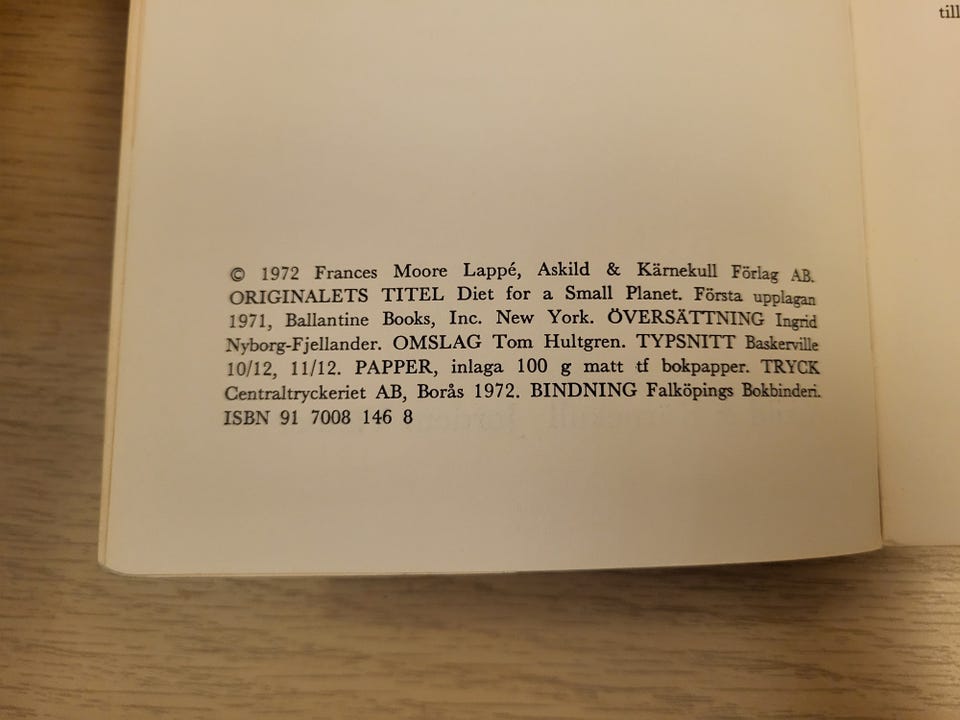 till
© 1972 Frances Moore Lappé, Askild & Kärnekull Förlag AB.
ORIGINALETS TITEL Diet for a Small Planet. Första upplagan
1971, Ballantine Books, Inc. New York. ÖVERSÄTTNING Ingrid
Nyborg-Fjellander. OMSLAG Tom Hultgren. TYPSNITT Baskerville
10/12, 11/12. PAPPER, inlaga 100 g matt tf bokpapper. TRYCK
Centraltryckeriet AB, Borås 1972. BINDNING Falköpings Bokbinderi.
ISBN 91 7008 146 8